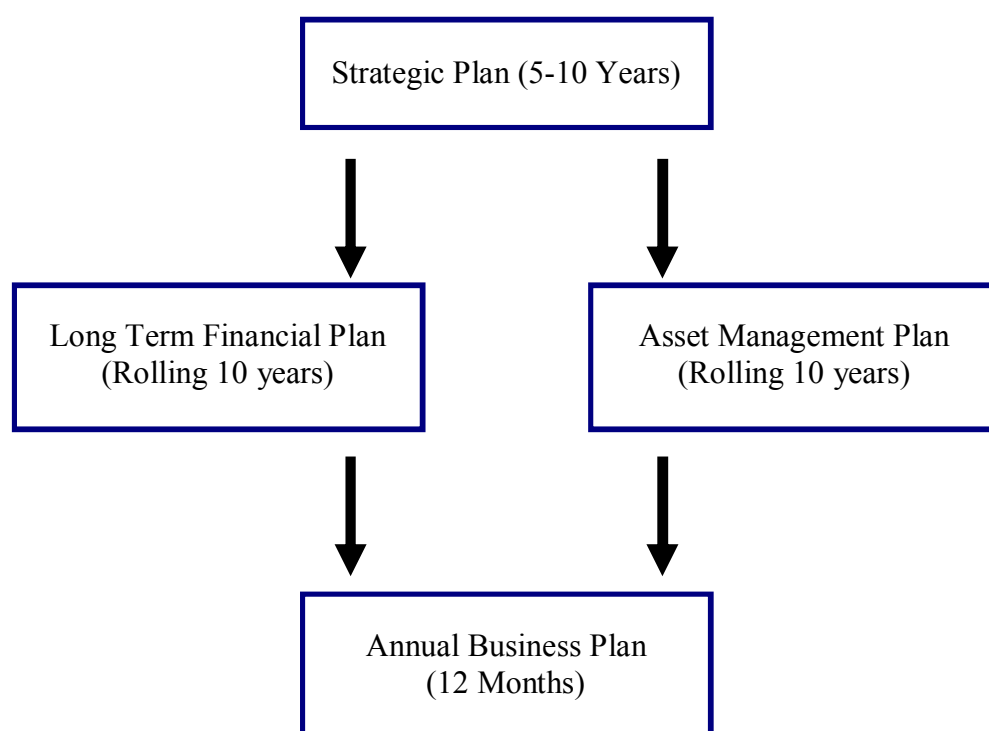 Strategic Plan (5-10 Years)
Long Term Financial Plan
(Rolling 10 years)
Asset Management Plan
(Rolling 10 years)
Annual Business Plan
(12 Months)